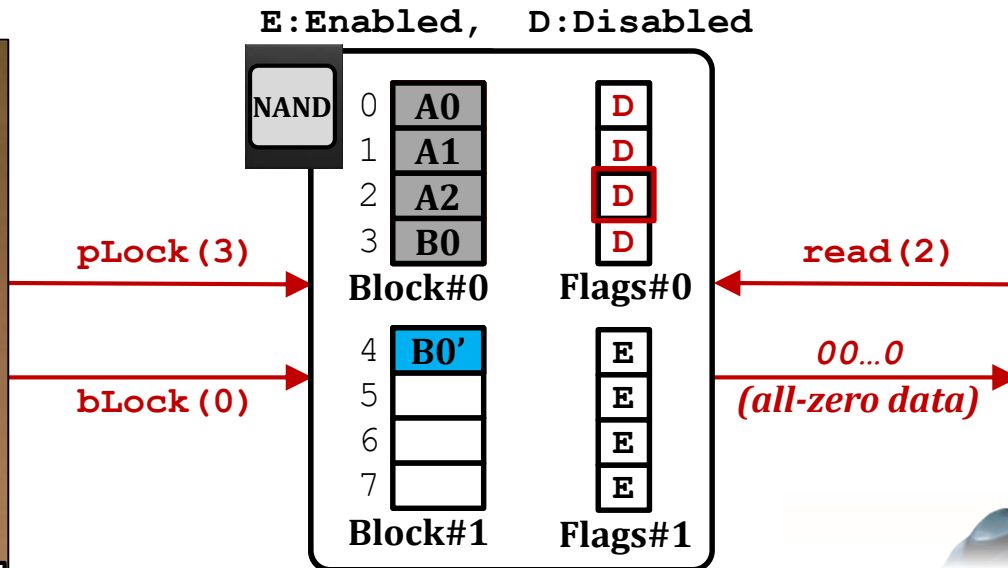 E:Enabled, D:Disabled
NAND
0 A0 D
1 A1 D
2 A2 D
3 B0 D
pLock(3)
read(2)
Block#0 Flags#0
4 B0’ E
00…0
5 E
bLock(0)
(all-zero data)
6 E
7 E
Block#1 Flags#1